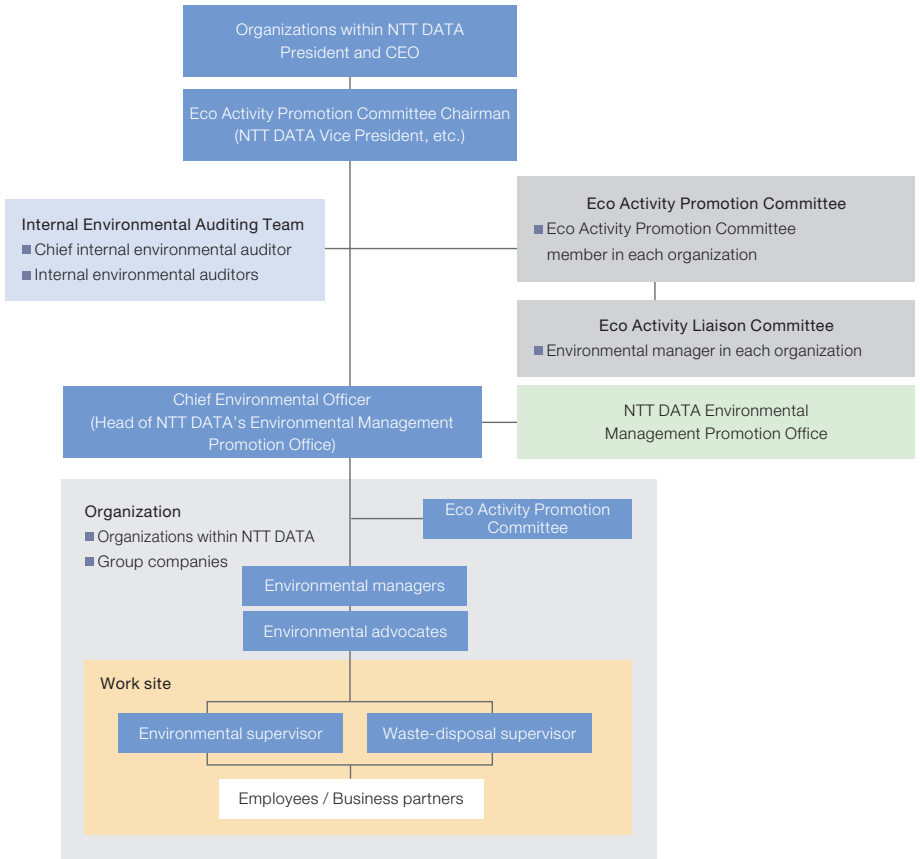 Organizations within NTT DATA
President and CEO
Eco Activity Promotion Committee Chairman
(NTT DATA Vice President, etc.)
Internal Environmental Auditing Team
■ Chief internal environmental auditor
■ Internal environmental auditors
Eco Activity Promotion Committee
■ Eco Activity Promotion Committee
member in each organization
Eco Activity Liaison Committee
■ Environmental manager in each organization
Chief Environmental Officer
(Head of NTT DATA’s Environmental Management
Promotion Office)
NTT DATA Environmental
Management Promotion Office
Organization
■ Organizations within NTT DATA
■ Group companies
Eco Activity Promotion
Committee
Environmental managers
Environmental advocates
Work site
Environmental supervisor
Waste-disposal supervisor
Employees / Business partners